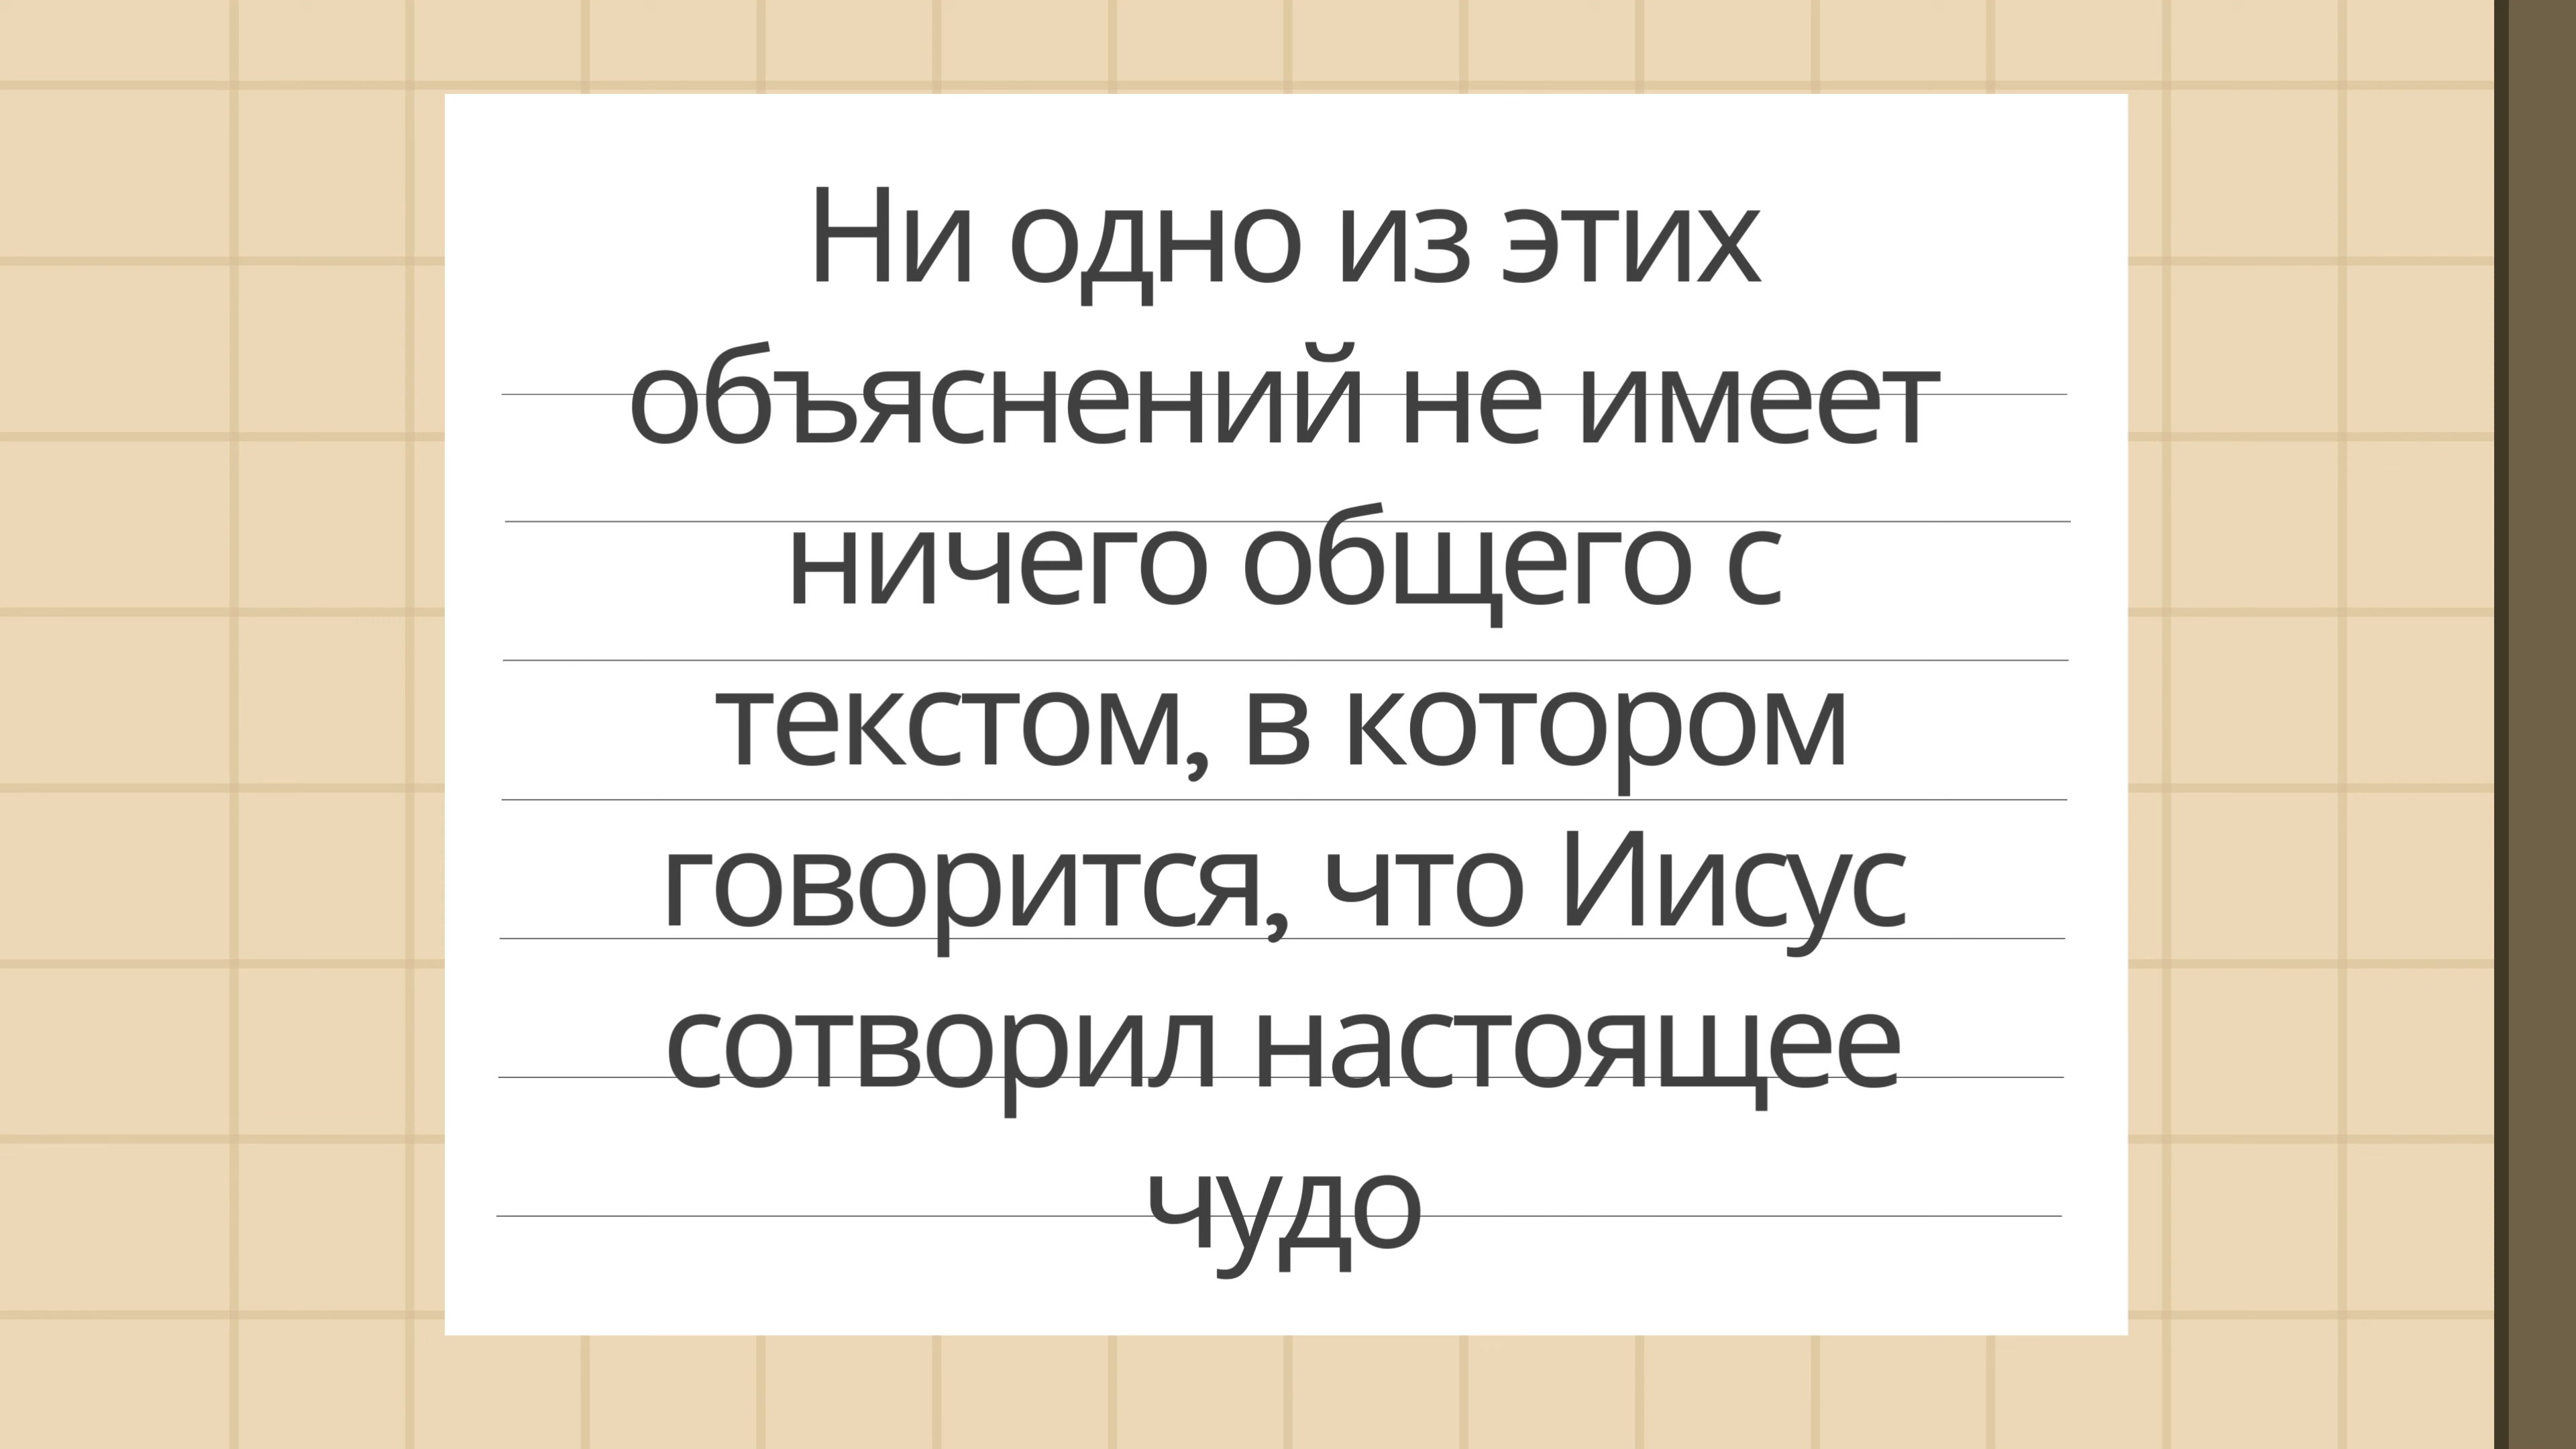 Ни одно из этих
объяснений не имеет
ничего общего с
текстом, в котором
говорится, что Иисус
сотворил настоящее
чудо